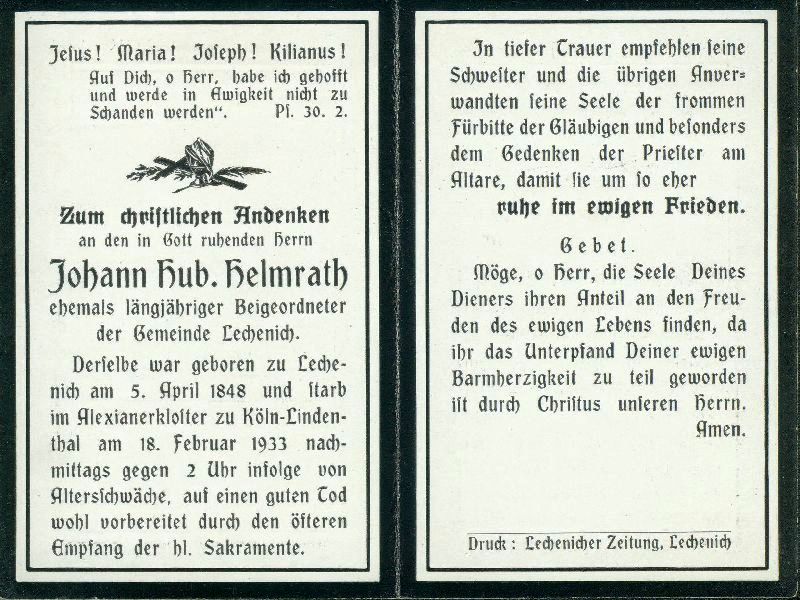 Jeſus! Maria! Joſeph! Kilianus!
Auf Dich, o Herr, habe ich gehofft
und werde in Ewigkeit nicht zu
Schanden werden“. Pſ. 30. 2.
Zum chriſtlichen Andenken
an den in Gott ruhenden Herrn
Johann Hub. Helmrath
ehemals längjähriger Beigeordneter
der Gemeinde Lechenich.
Derſelbe war geboren zu Leche-
nich am 5. April 1848 und ſtarb
im Alexianerkloſter zu Köln-Linden-
thal am 18. Februar 1933 nach-
mittags gegen 2 Uhr infolge von
Altersſchwäche, auf einen guten Tod
wohl vorbereitet durch den öfteren
Empfang der hl. Sakramente.
In tiefer Trauer empfehlen ſeine
Schweſter und die übrigen Anver-
wandten ſeine Seele der frommen
Fürbitte der Gläubigen und beſonders
dem Gedenken der Prieſter am
Altare, damit ſie um ſo eher
ruhe im ewigen Frieden.
Gebet.
Möge, o Herr, die Seele Deines
Dieners ihren Anteil an den Freu-
den des ewigen Lebens finden, da
ihr das Unterpfand Deiner ewigen
Barmherzigkeit zu teil geworden
iſt durch Chriſtus unſeren Herrn.
Amen.
Druck: Lechenicher Zeitung, Lechenich